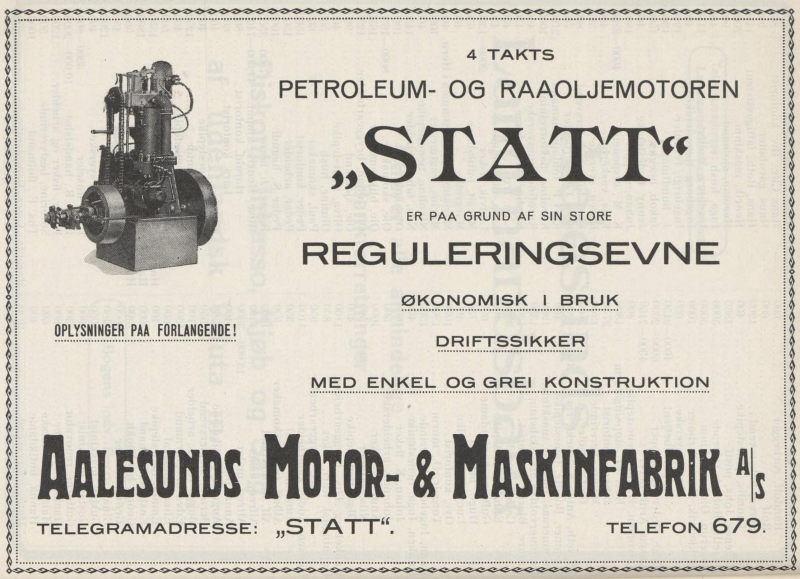 4 TAKTS
PETROLEUM- OG RAAOLJEMOTOREN
„STATT“
ER PAA GRUND AF SIN STORE
REGULERINGSEVNE
ØKONOMISK I BRUK
OPLYSNINGER PAA FORLANGENDE!
DRIFTSSIKKER
MED ENKEL OG GREI KONSTRUKTION
AALESUNDS MOTOR- & MASKINFABRIK A/S
TELEGRAMADRESSE: „STATT“.
TELEFON 679.